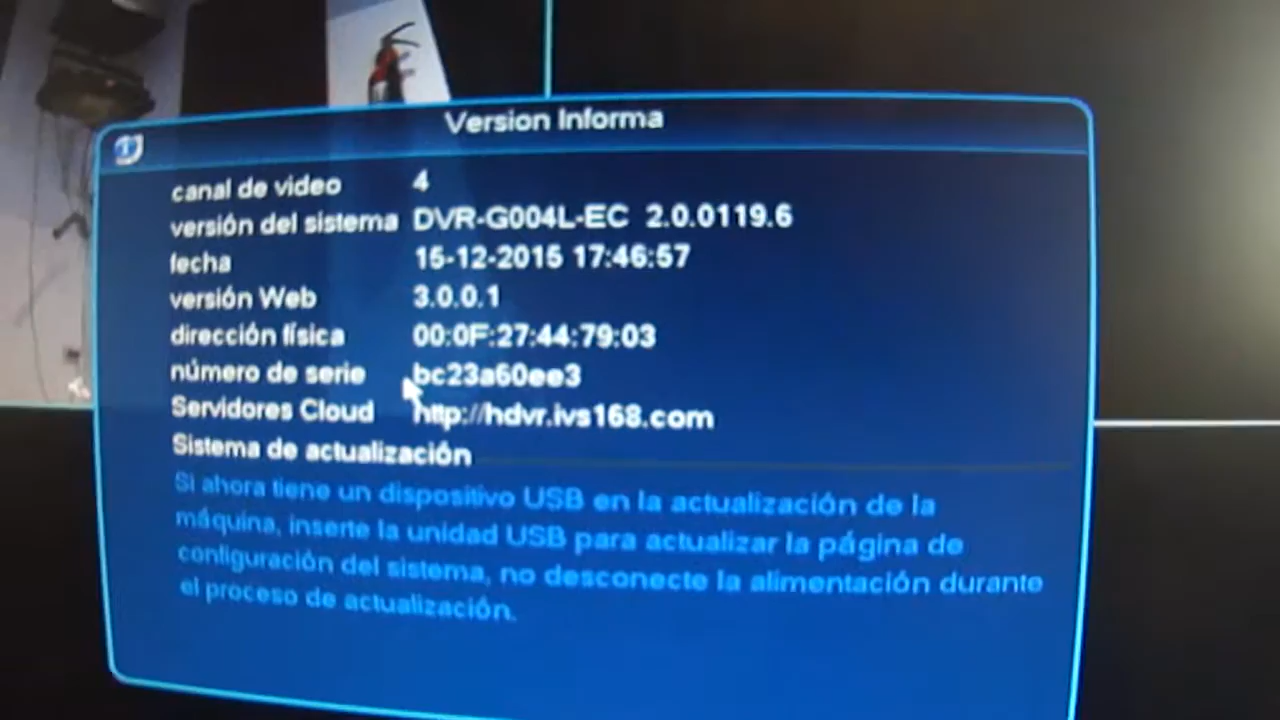 Version Informa
canal de video 4
versión del sistema DVR-G004L-EC 2.0.0119.6
fecha 15-12-2015 17:46:57
versión Web 3.0.0.1
dirección física 00:0F:27:44:79:03
número de serie bc23a60ee3
Servidores Cloud http://hdvr.ivs168.com
Sistema de actualización
Si ahora tiene un dispositivo USB en la actualización de la
máquina, inserte la unidad USB para actualizar la página de
configuración del sistema, no desconecte la alimentación durante
el proceso de actualización.